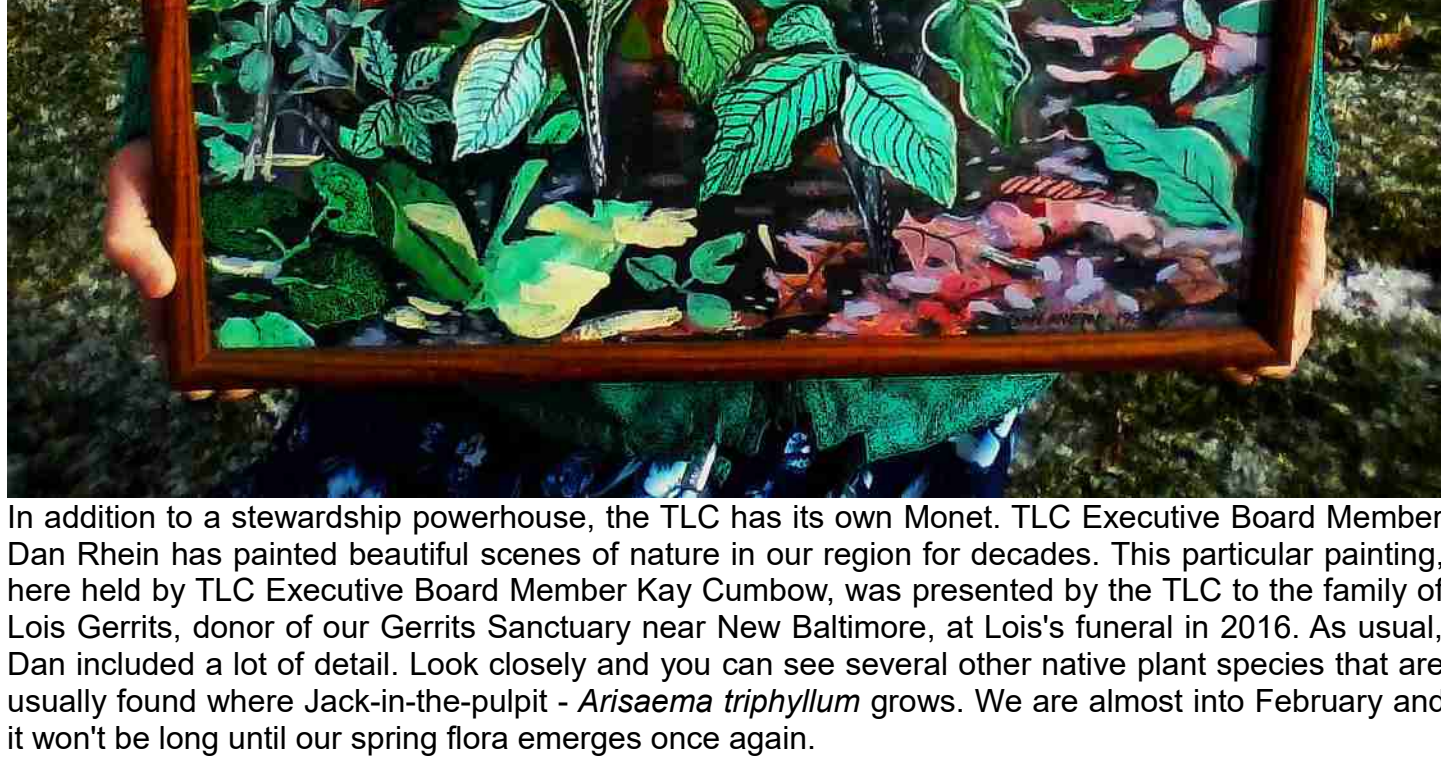 In addition to a stewardship powerhouse, the TLC has its own Monet. TLC Executive Board Member
Dan Rhein has painted beautiful scenes of nature in our region for decades. This particular painting,
here held by TLC Executive Board Member Kay Cumbow, was presented by the TLC to the family of
Lois Gerrits, donor of our Gerrits Sanctuary near New Baltimore, at Lois's funeral in 2016. As usual,
Dan included a lot of detail. Look closely and you can see several other native plant species that are
usually found where Jack-in-the-pulpit - Arisaema triphyllum grows. We are almost into February and
it won't be long until our spring flora emerges once again.